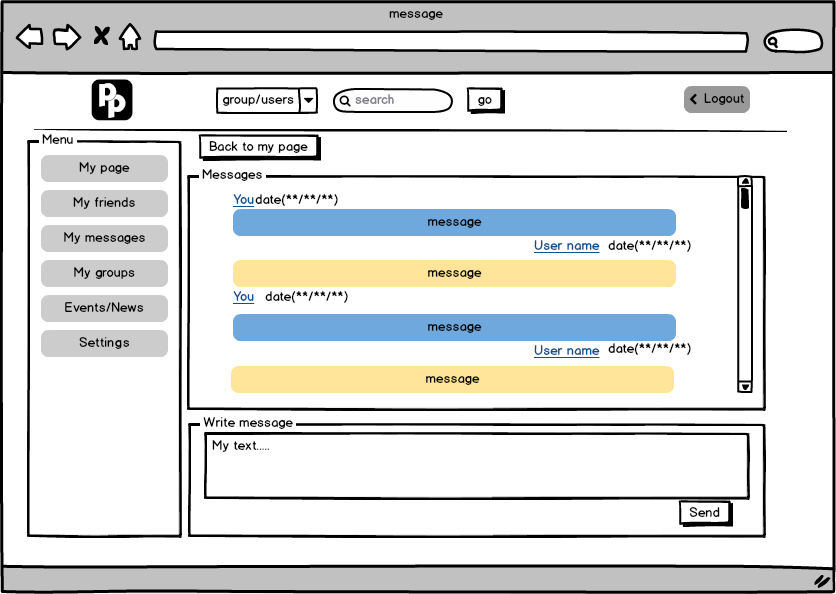 message
PP
group/users
search
go
Logout
Menu
My page
My friends
My messages
My groups
Events/News
Settings
Back to my page
Messages
You date(**/**/**)
message
User name date(**/**/**)
message
You date(**/**/**)
message
User name date(**/**/**)
message
Write message
My text.....
Send